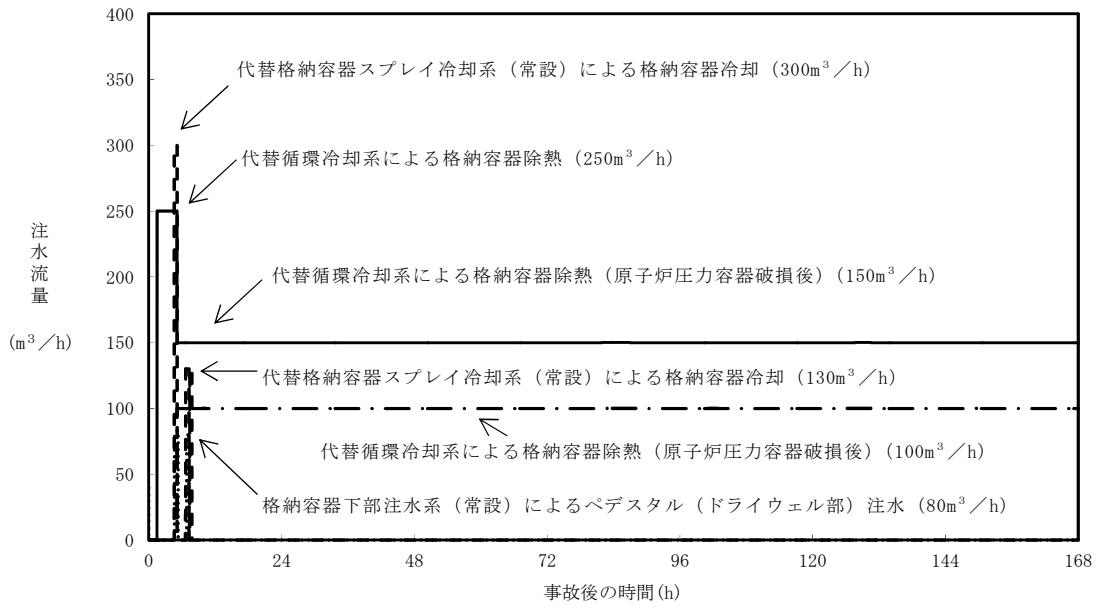 400
350
300
250
200
150
100
50
0
注水流量
(m³／h)
代替格納容器スプレイ冷却系（常設）による格納容器冷却（300m³／h）
代替循環冷却系による格納容器除熱（250m³／h）
代替循環冷却系による格納容器除熱（原子炉圧力容器破損後）（150m³／h）
代替格納容器スプレイ冷却系（常設）による格納容器冷却（130m³／h）
代替循環冷却系による格納容器除熱（原子炉圧力容器破損後）（100m³／h）
格納容器下部注水系（常設）によるペデスタル（ドライウェル部）注水（80m³／h）
0 24 48 72 96 120 144 168
事故後の時間(h)